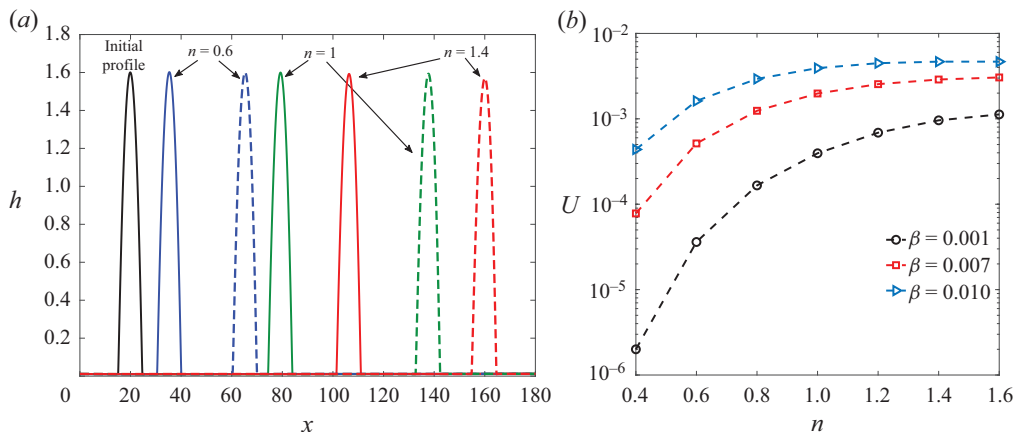 (a)
1.8
1.6
1.4
1.2
1.0
0.8
0.6
0.4
0.2
h
Initial
profile
n = 0.6
n = 1
n = 1.4
0 20 40 60 80 100 120 140 160 180
x
(b)
10⁻²
10⁻³
10⁻⁴
10⁻⁵
10⁻⁶
U
β = 0.001
β = 0.007
β = 0.010
0.4 0.6 0.8 1.0 1.2 1.4 1.6
n